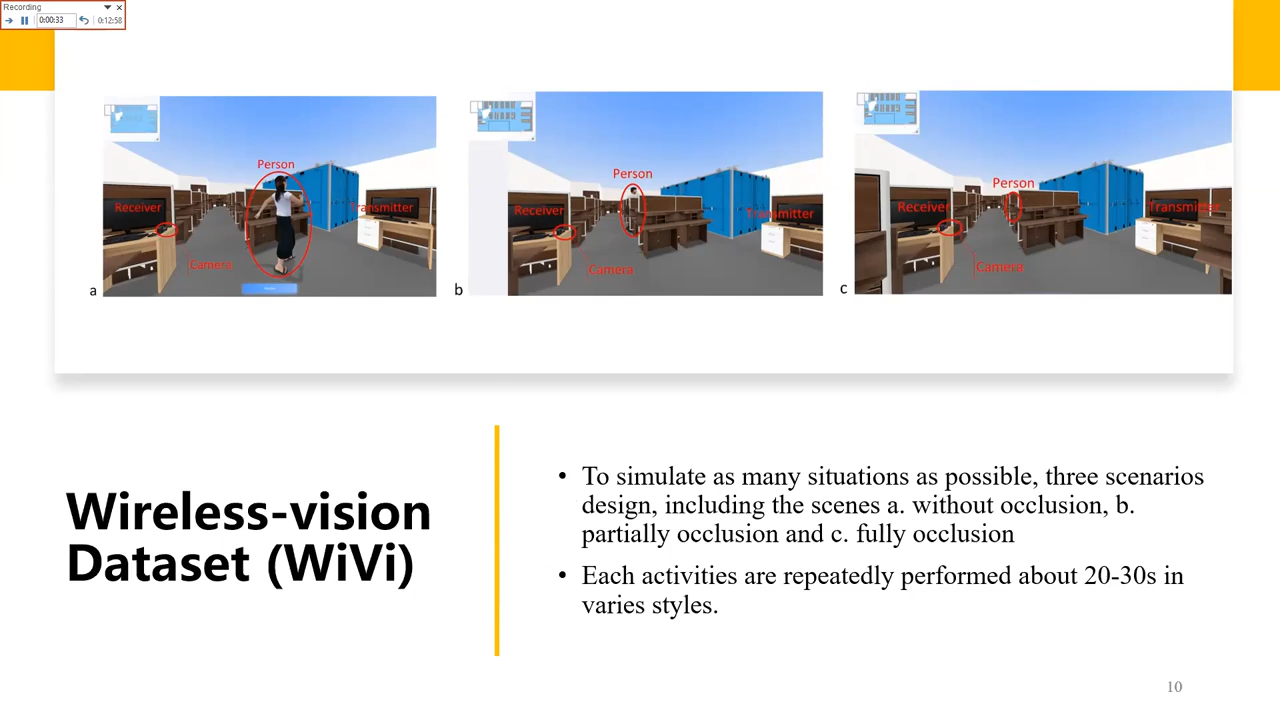 Recording
0:00:33
0:12:58
Person
Receiver
Transmitter
Camera
a
Person
Receiver
Transmitter
Camera
b
Person
Receiver
Transmitter
Camera
c
Wireless-vision
Dataset (WiVi)
• To simulate as many situations as possible, three scenarios
design, including the scenes a. without occlusion, b.
partially occlusion and c. fully occlusion
• Each activities are repeatedly performed about 20-30s in
varies styles.
10